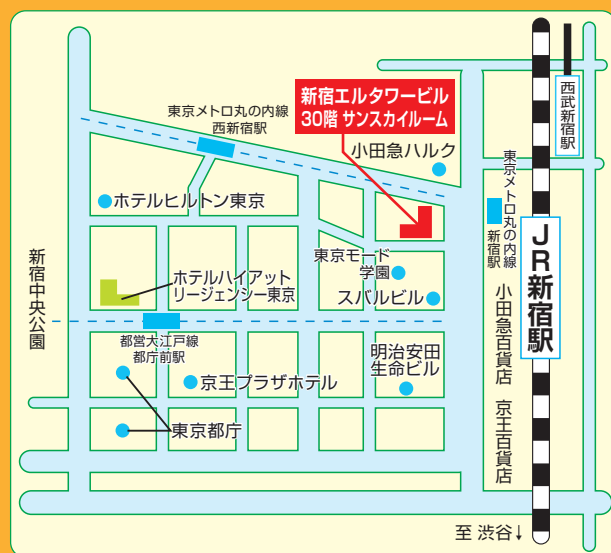 新宿エルタワービル
30階 サンスカイルーム
東京メトロ丸の内線
西新宿駅
小田急ハルク
西武新宿駅
ホテルヒルトン東京
東京メトロ丸の内線
新宿駅
JR新宿駅
東京モード
学園
新宿中央公園
ホテルハイアット
リージェンシー東京
スバルビル
小田急百貨店
都営大江戸線
都庁前駅
明治安田
生命ビル
京王プラザホテル
京王百貨店
東京都庁
至 渋谷↓